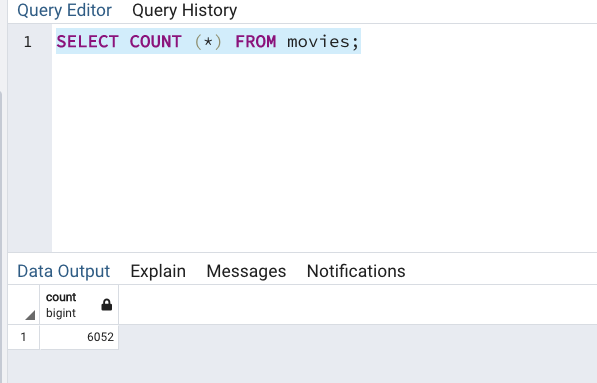 Query Editor Query History
1 SELECT COUNT (*) FROM movies;
Data Output Explain Messages Notifications
count
bigint
1 6052